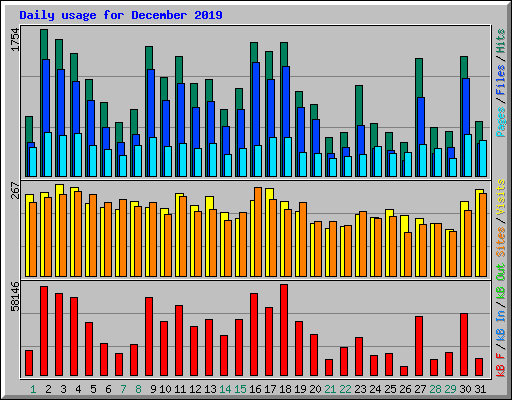 Daily usage for December 2019
1754
Pages / Files / Hits
267
Sites / Visits
58146
kB F / kB In / kB Out
1 2 3 4 5 6 7 8 9 10 11 12 13 14 15 16 17 18 19 20 21 22 23 24 25 26 27 28 29 30 31